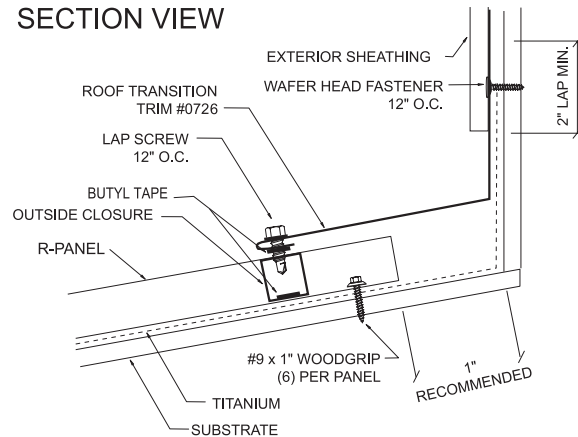 SECTION VIEW
EXTERIOR SHEATHING
WAFER HEAD FASTENER
12" O.C.
2" LAP MIN.
ROOF TRANSITION
TRIM #0726
LAP SCREW
12" O.C.
BUTYL TAPE
OUTSIDE CLOSURE
R-PANEL
#9 x 1" WOODGRIP
(6) PER PANEL
1"
RECOMMENDED
TITANIUM
SUBSTRATE